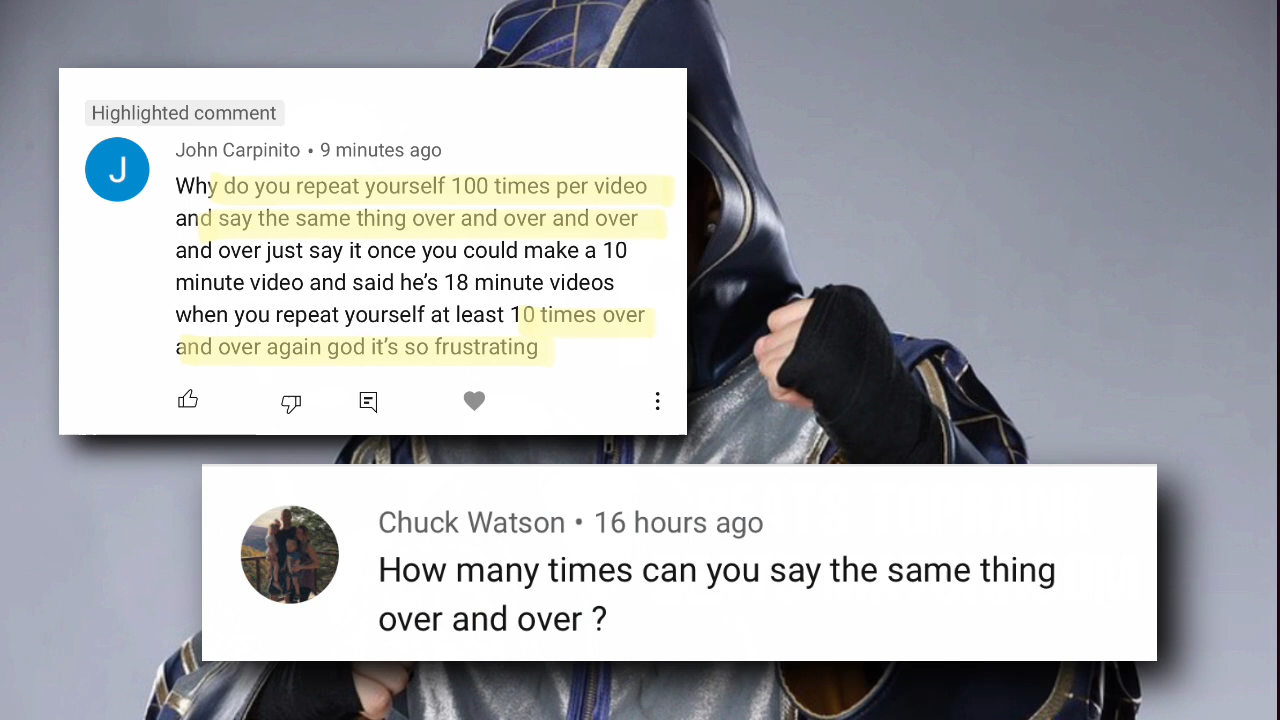 Highlighted comment
J
John Carpinito • 9 minutes ago
Why do you repeat yourself 100 times per video
and say the same thing over and over and over
and over just say it once you could make a 10
minute video and said he's 18 minute videos
when you repeat yourself at least 10 times over
and over again god it's so frustrating
Chuck Watson • 16 hours ago
How many times can you say the same thing
over and over ?